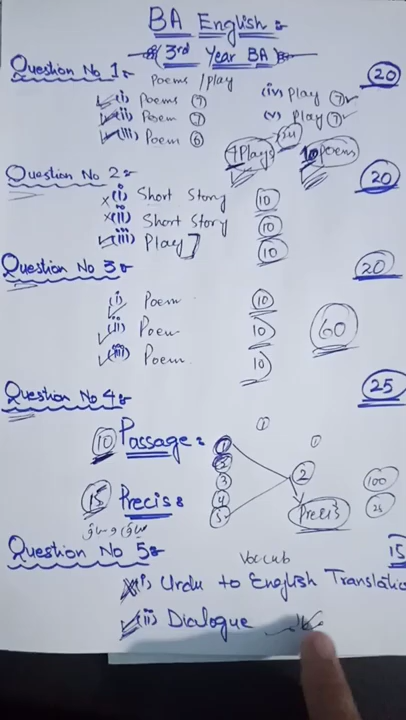 BA English:
3rd Year BA
Question No 1: 20
Poems / play
(i) Poems 7 (iv) Play 7
(ii) Poem 7 (v) Play 7
(iii) Poem 6
4 Plays 10 Poems
Question No 2: 20
(i) Short Story 10
(ii) Short Story 10
(iii) Play 10
Question No 3: 20
(i) Poem 10
(ii) Poem 10 60
(iii) Poem 10
Question No 4: 25
10 Passage: 1
2
3 2 100
15 Precis: 4 Precis 25
5
Question No 5: 15
Vocab
(i) Urdu to English Translatio
(ii) Dialogue